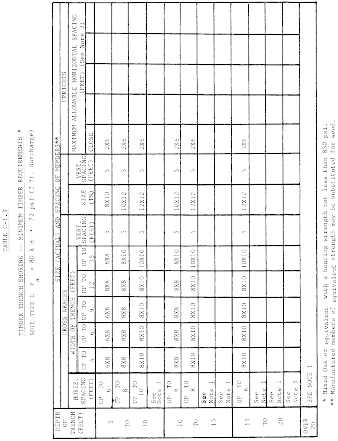 TABLE C-1.3
TIMBER TRENCH SHORING -- MINIMUM TIMBER REQUIREMENTS *
SOIL TYPE C P a = 80 X H + 72 psf (2 ft. Surcharge)
DEPTH OF TRENCH (FEET)
SIZE (ACTUAL) AND SPACING OF MEMBERS**
CROSS BRACES
UPRIGHTS
HORIZ. SPACING (FEET)
WIDTH OF TRENCH (FEET)
UP TO 4
UP TO 6
UP TO 9
UP TO 12
UP TO 15
VERT. SPACING (FEET)
SIZE (IN)
VERT. SPACING (FEET)
MAXIMUM ALLOWABLE HORIZONTAL SPACING (FEET) (See Note 2)
CLOSE
5 TO 10
UP TO 6 6X8 6X8 6X8 8X8 8X8 5 8X10 5 2X6
UP TO 8 8X8 8X8 8X8 8X8 8X10 5 10X12 5 2X6
UP TO 10 8X10 8X10 8X10 8X10 10X10 5 12X12 5 2X6
See Note 1
10 TO 15
UP TO 6 8X8 8X8 8X8 8X8 8X10 5 10X12 5 2X6
UP TO 8 8X10 8X10 8X10 8X10 10X10 5 12X12 5 2X6
See Note 1
See Note 1
15 TO 20
UP TO 6 8X10 8X10 8X10 8X10 10X10 5 12X12 5 2X6
See Note 1
See Note 1
See Note 1
OVER 20 SEE NOTE 1
* Mixed Oak or equivalent with a bending strength not less than 850 psi.
** Manufactured members of equivalent strength may be substituted for wood.